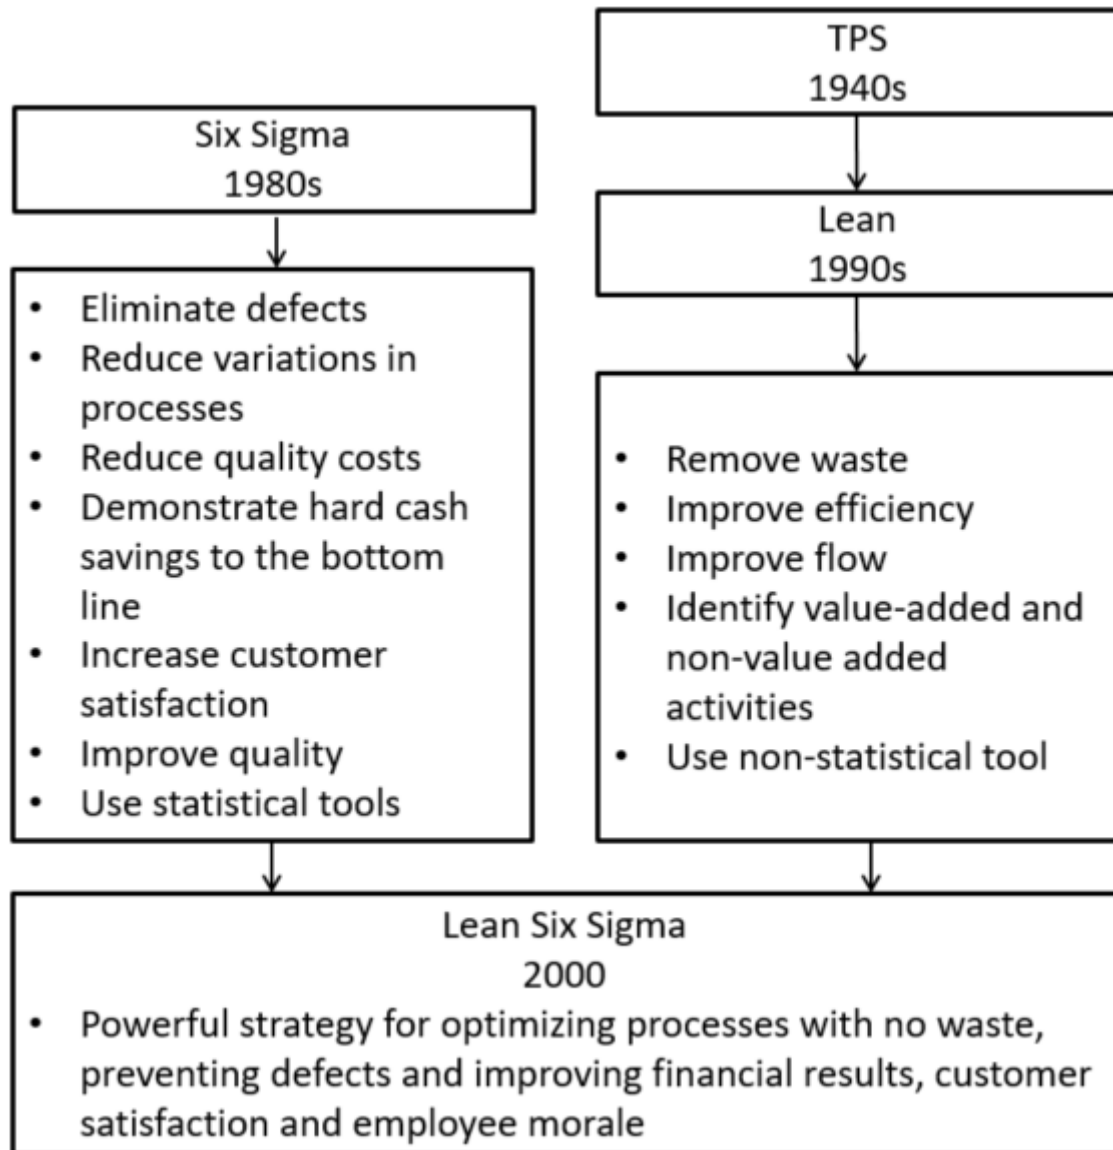 TPS
1940s
Six Sigma
1980s
Lean
1990s
• Eliminate defects
• Reduce variations in
processes
• Reduce quality costs
• Demonstrate hard cash
savings to the bottom
line
• Increase customer
satisfaction
• Improve quality
• Use statistical tools
• Remove waste
• Improve efficiency
• Improve flow
• Identify value-added and
non-value added
activities
• Use non-statistical tool
Lean Six Sigma
2000
• Powerful strategy for optimizing processes with no waste,
preventing defects and improving financial results, customer
satisfaction and employee morale